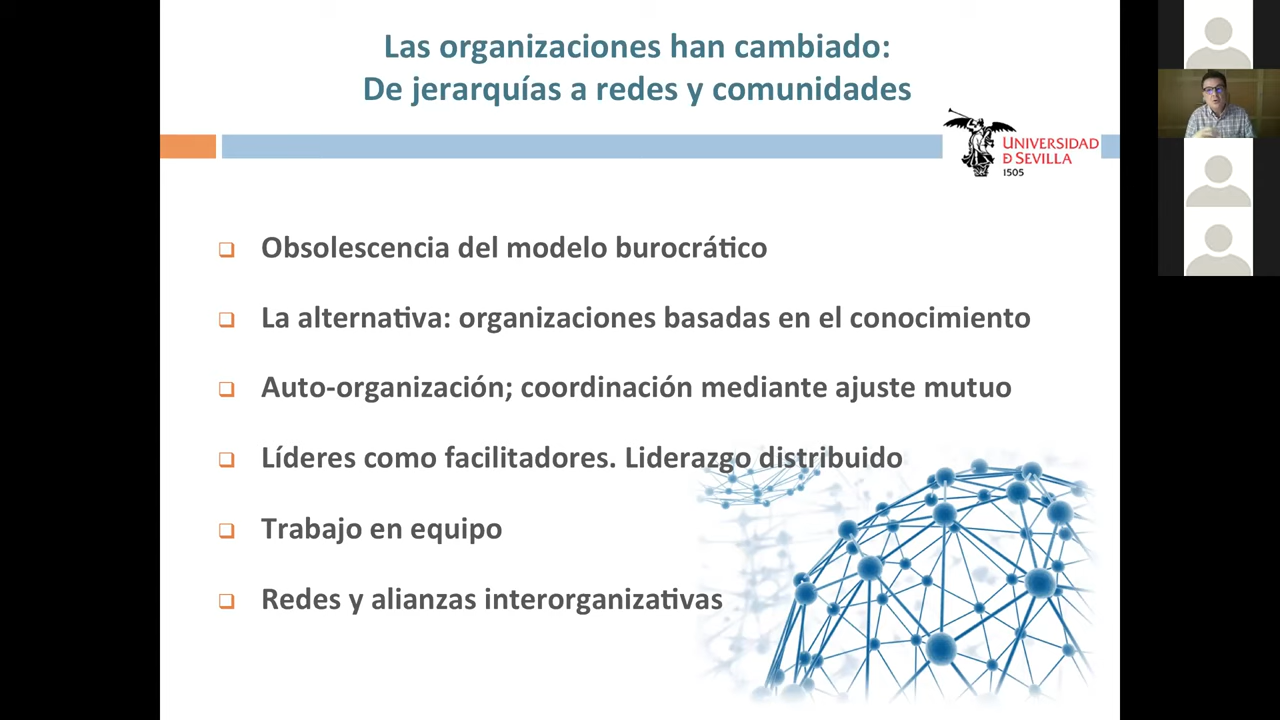 Las organizaciones han cambiado:
De jerarquías a redes y comunidades
UNIVERSIDAD
D SEVILLA
1505
Obsolescencia del modelo burocrático
La alternativa: organizaciones basadas en el conocimiento
Auto-organización; coordinación mediante ajuste mutuo
Líderes como facilitadores. Liderazgo distribuido
Trabajo en equipo
Redes y alianzas interorganizativas